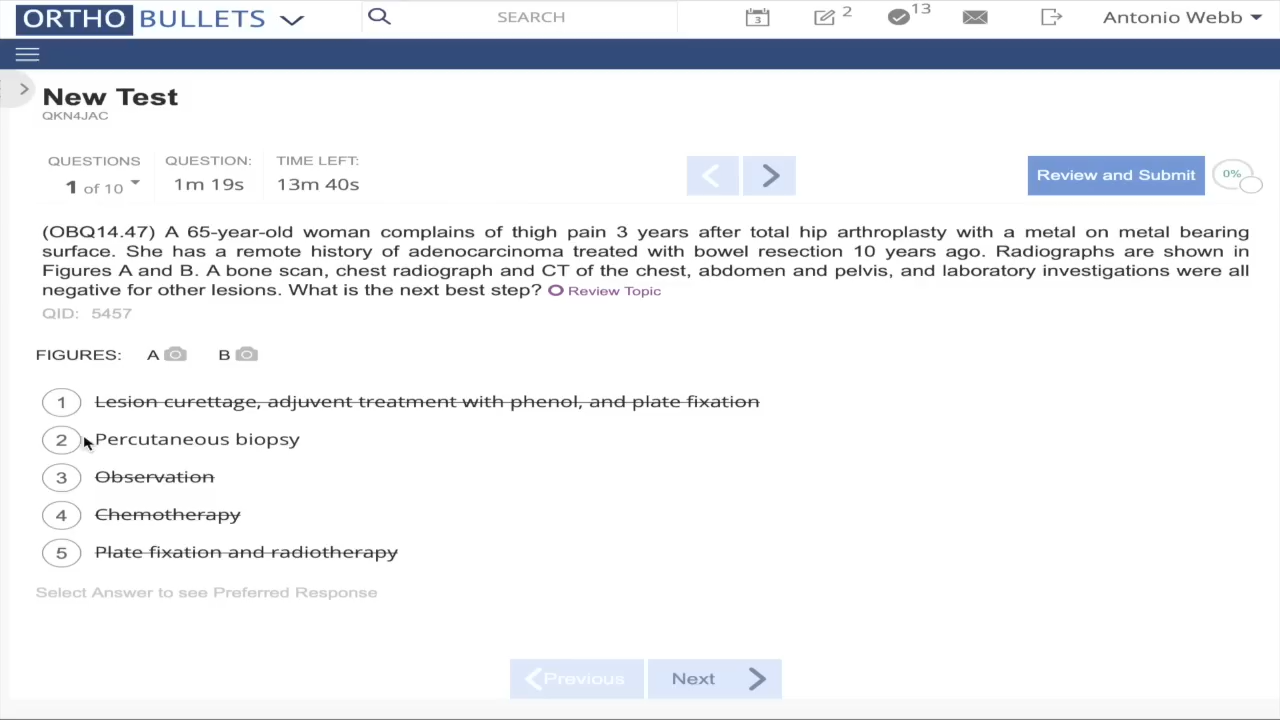 ORTHO BULLETS SEARCH 3 2 13 Antonio Webb
New Test
QKN4JAC
QUESTIONS QUESTION: TIME LEFT:
1 of 10 1m 19s 13m 40s Review and Submit 0%
(OBQ14.47) A 65-year-old woman complains of thigh pain 3 years after total hip arthroplasty with a metal on metal bearing
surface. She has a remote history of adenocarcinoma treated with bowel resection 10 years ago. Radiographs are shown in
Figures A and B. A bone scan, chest radiograph and CT of the chest, abdomen and pelvis, and laboratory investigations were all
negative for other lesions. What is the next best step? Review Topic
QID: 5457
FIGURES: A B
1 Lesion curettage, adjuvent treatment with phenol, and plate fixation
2 Percutaneous biopsy
3 Observation
4 Chemotherapy
5 Plate fixation and radiotherapy
Select Answer to see Preferred Response
Previous Next